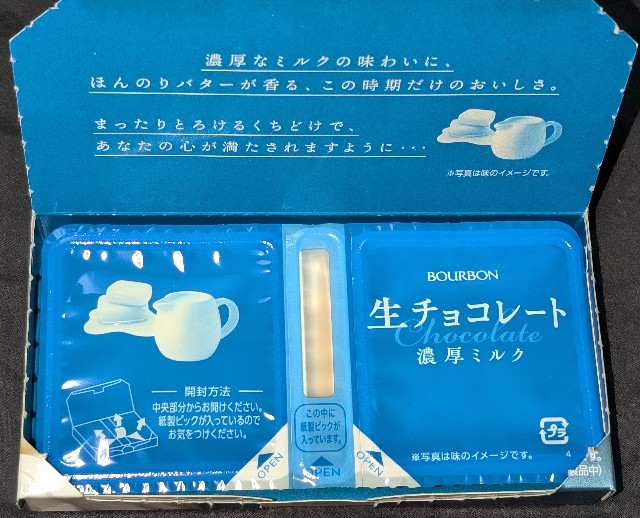 濃厚なミルクの味わいに、
ほんのりバターが香る、この時期だけのおいしさ。
まったりとろけるくちどけで、
あなたの心が満たされますように・・・
※写真は味のイメージです。
開封方法
中央部分からお開けください。
紙製ピックが入っているので
お気をつけください。
OPEN
この中に
紙製ピックが
入っています。
OPEN
BOURBON
生チョコレート
Chocolate
濃厚ミルク
プラ
※写真は味のイメージです。
4
OPEN
す。
品中)